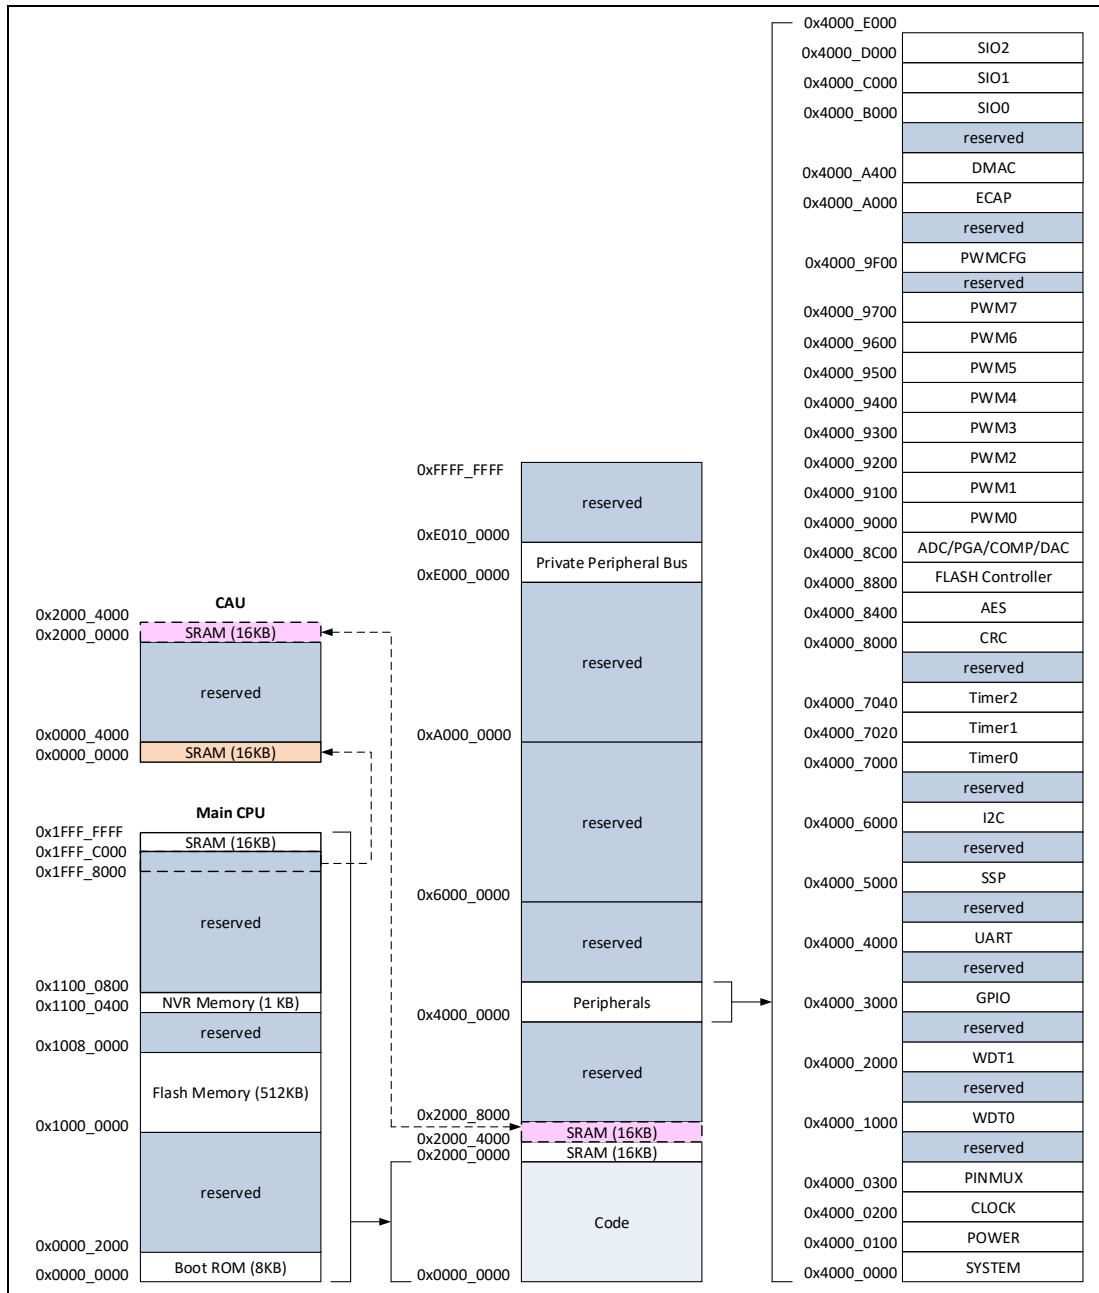 CAU
0x2000_4000
0x2000_0000
SRAM (16KB)
reserved
0x0000_4000
0x0000_0000
SRAM (16KB)
Main CPU
0x1FFF_FFFF
SRAM (16KB)
0x1FFF_C000
0x1FFF_8000
reserved
0x1100_0800
0x1100_0400
NVR Memory (1 KB)
reserved
0x1008_0000
Flash Memory (512KB)
0x1000_0000
reserved
0x0000_2000
Boot ROM (8KB)
0x0000_0000
0xFFFF_FFFF
reserved
0xE010_0000
Private Peripheral Bus
0xE000_0000
reserved
0xA000_0000
reserved
0x6000_0000
reserved
Peripherals
0x4000_0000
reserved
0x2000_8000
SRAM (16KB)
0x2000_4000
0x2000_0000
SRAM (16KB)
Code
0x0000_0000
0x4000_E000
SIO2
0x4000_D000
SIO1
0x4000_C000
SIO0
0x4000_B000
reserved
DMAC
0x4000_A400
ECAP
0x4000_A000
reserved
PWMCFG
0x4000_9F00
reserved
PWM7
0x4000_9700
PWM6
0x4000_9600
PWM5
0x4000_9500
PWM4
0x4000_9400
PWM3
0x4000_9300
PWM2
0x4000_9200
PWM1
0x4000_9100
PWM0
0x4000_9000
ADC/PGA/COMP/DAC
0x4000_8C00
FLASH Controller
0x4000_8800
AES
0x4000_8400
CRC
0x4000_8000
reserved
Timer2
0x4000_7040
Timer1
0x4000_7020
Timer0
0x4000_7000
reserved
I2C
0x4000_6000
reserved
SSP
0x4000_5000
reserved
UART
0x4000_4000
reserved
GPIO
0x4000_3000
reserved
WDT1
0x4000_2000
reserved
WDT0
0x4000_1000
reserved
PINMUX
0x4000_0300
CLOCK
0x4000_0200
POWER
0x4000_0100
SYSTEM
0x4000_0000